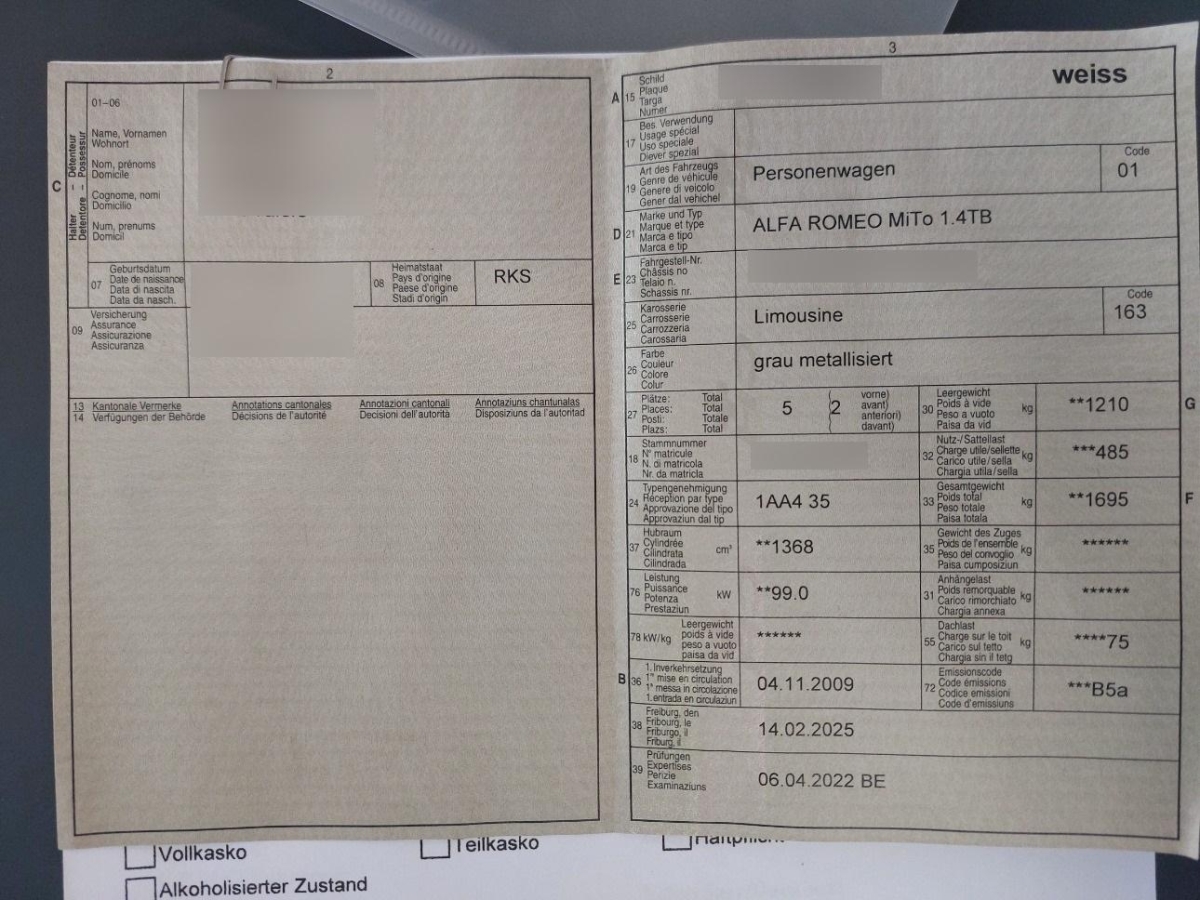 2
01–06
Name, Vornamen
Wohnort
Nom, prénoms
Domicile
Cognome, nomi
Domicilio
Num, prenums
Domicil
C
Halter – Détenteur
Detentore – Possessur
07
Geburtsdatum
Date de naissance
Data di nascita
Data da nasch.
08
Heimatstaat
Pays d'origine
Paese d'origine
Stadi d'origin
RKS
09
Versicherung
Assurance
Assicurazione
Assicuranza
13 Kantonale Vermerke Annotations cantonales Annotazioni cantonali Annotaziuns chantunalas
14 Verfügungen der Behörde Décisions de l'autorité Decisioni dell'autorità Disposiziuns da l'autoritad
3
A 15
Schild
Plaque
Targa
Numer
weiss
17
Bes. Verwendung
Usage spécial
Uso speciale
Diever spezial
19
Art des Fahrzeugs
Genre de véhicule
Genere di veicolo
Gener dal vehichel
Personenwagen
Code
01
D 21
Marke und Typ
Marque et type
Marca e tipo
Marca e tip
ALFA ROMEO MiTo 1.4TB
E 23
Fahrgestell-Nr.
Châssis no
Telaio n.
Schassis nr.
25
Karosserie
Carrosserie
Carrozzeria
Carossaria
Limousine
Code
163
26
Farbe
Couleur
Colore
Colur
grau metallisiert
27
Plätze: Total
Places: Total
Posti: Totale
Plazs: Total
5 (2
vorne)
avant)
anteriori)
davant)
30
Leergewicht
Poids à vide
Peso a vuoto
Paisa da vid
kg
**1210
G
18
Stammnummer
N° matricule
N. di matricola
Nr. da matricla
32
Nutz-/Sattellast
Charge utile/sellette
Carico utile/sella
Chargia utila/sella
kg
***485
24
Typengenehmigung
Réception par type
Approvazione del tipo
Approvaziun dal tip
1AA4 35
33
Gesamtgewicht
Poids total
Peso totale
Paisa totala
kg
**1695
F
37
Hubraum
Cylindrée
Cilindrata
Cilindrada
cm³
**1368
35
Gewicht des Zuges
Poids de l'ensemble
Peso del convoglio
Paisa cumposiziun
kg
******
76
Leistung
Puissance
Potenza
Prestaziun
kW
**99.0
31
Anhängelast
Poids remorquable
Carico rimorchiato
Chargia annexa
kg
******
78 kW/kg
Leergewicht
poids à vide
peso a vuoto
paisa da vid
******
55
Dachlast
Charge sur le toit
Carico sul tetto
Chargia sin il tetg
kg
****75
B 36
1. Inverkehrsetzung
1re mise en circulation
1a messa in circolazione
1. entrada en circulaziun
04.11.2009
72
Emissionscode
Code émissions
Codice emissioni
Code d'emissiuns
***B5a
38
Freiburg, den
Fribourg, le
Friburgo, il
Friburg, il
14.02.2025
39
Prüfungen
Expertises
Perizie
Examinaziuns
06.04.2022 BE
Vollkasko
Teilkasko
Haftpflicht
Alkoholisierter Zustand